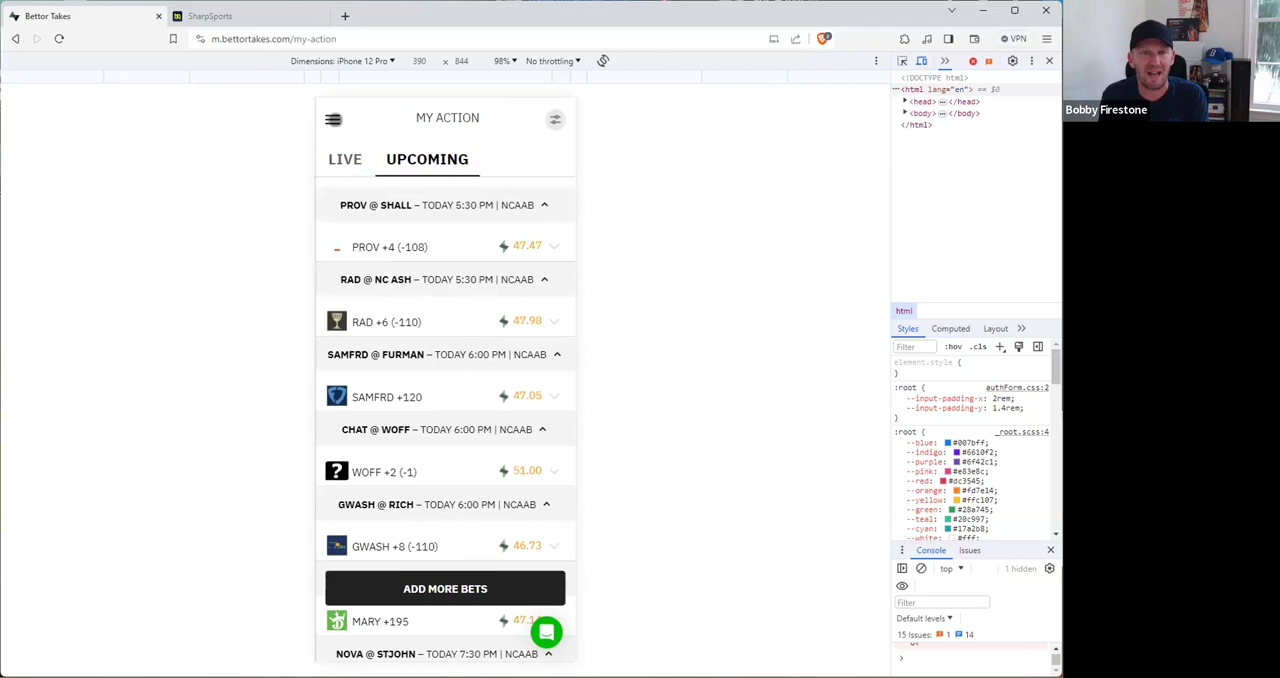 Bettor Takes
SharpSports
m.bettortakes.com/my-action
VPN
Dimensions: iPhone 12 Pro
390
844
98%
No throttling
MY ACTION
LIVE
UPCOMING
PROV @ SHALL – TODAY 5:30 PM | NCAAB
PROV +4 (-108)
47.47
RAD @ NC ASH – TODAY 5:30 PM | NCAAB
RAD +6 (-110)
47.98
SAMFRD @ FURMAN – TODAY 6:00 PM | NCAAB
SAMFRD +120
47.05
CHAT @ WOFF – TODAY 6:00 PM | NCAAB
?
WOFF +2 (-1)
51.00
GWASH @ RICH – TODAY 6:00 PM | NCAAB
GWASH +8 (-110)
46.73
ADD MORE BETS
MARY +195
NOVA @ STJOHN – TODAY 7:30 PM | NCAAB
<!DOCTYPE html>
<html lang="en"> == $0
<head> … </head>
<body> … </body>
</html>
html
Styles
Computed
Layout
Filter
:hov
.cls
element.style {
}
:root {
authForm.css:2
--input-padding-x: 2rem;
--input-padding-y: 1.4rem;
}
:root {
_root.scss:4
--blue: #007bff;
--indigo: #6610f2;
--purple: #6f42c1;
--pink: #e83e8c;
--red: #dc3545;
--orange: #fd7e14;
--yellow: #ffc107;
--green: #28a745;
--teal: #20c997;
--cyan: #17a2b8;
--white: #fff;
Console
Issues
top
1 hidden
Filter
Default levels
15 Issues: 1 14
Bobby Firestone